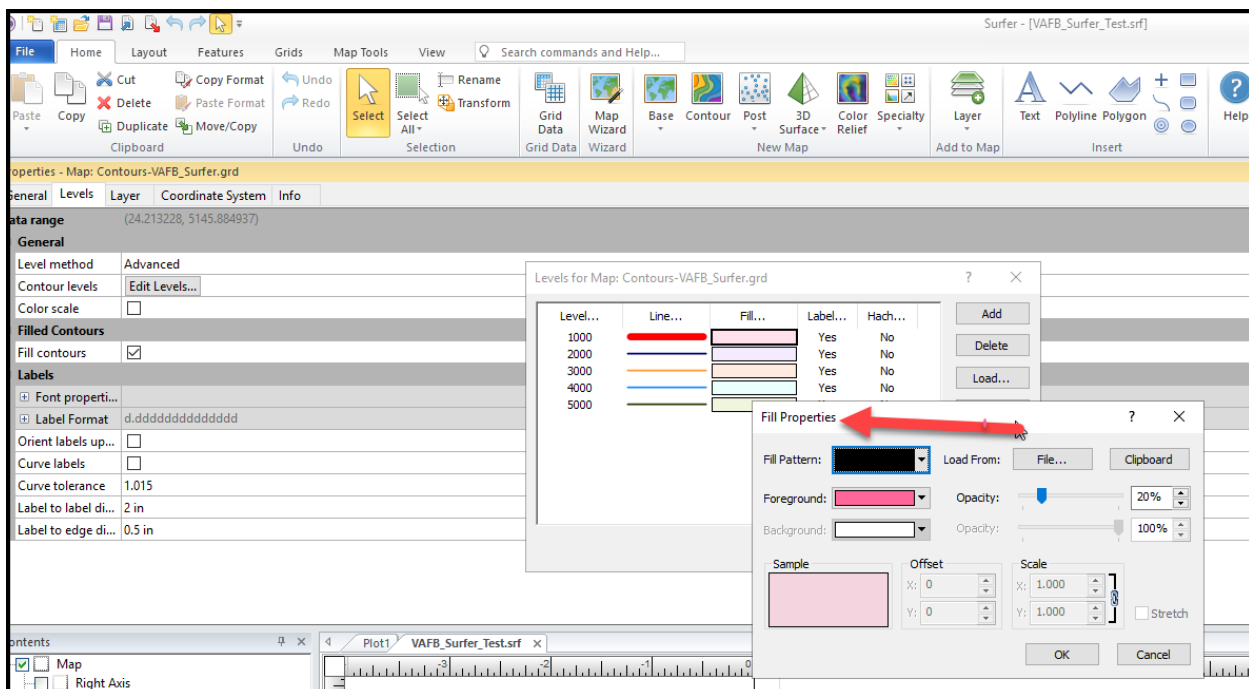 Surfer - [VAFB_Surfer_Test.srf]
File Home Layout Features Grids Map Tools View Search commands and Help...
Paste Copy Cut Delete Duplicate Copy Format Paste Format Move/Copy
Undo Redo
Select Select All Rename Transform
Grid Data Map Wizard Base Contour Post 3D Surface Color Relief Specialty
Layer Text Polyline Polygon Help
Clipboard Undo Selection Grid Data Wizard New Map Add to Map Insert
operties - Map: Contours-VAFB_Surfer.grd
General Levels Layer Coordinate System Info
ata range (24.213228, 5145.884937)
General
Level method Advanced
Contour levels Edit Levels...
Color scale
Filled Contours
Fill contours
Labels
Font properti...
Label Format d.dddddddddddddd
Orient labels up...
Curve labels
Curve tolerance 1.015
Label to label di... 2 in
Label to edge di... 0.5 in
Levels for Map: Contours-VAFB_Surfer.grd ?
Level... Line... Fill... Label... Hach...
1000 Yes No
2000 Yes No
3000 Yes No
4000 Yes No
5000
Add
Delete
Load...
Fill Properties ?
Fill Pattern: Load From: File... Clipboard
Foreground: Opacity: 20%
Background: Opacity: 100%
Sample Offset Scale
X: 0 X: 1.000
Y: 0 Y: 1.000 Stretch
OK Cancel
ontents
Plot1 VAFB_Surfer_Test.srf
Map
Right Axis
-3 -2 -1 0